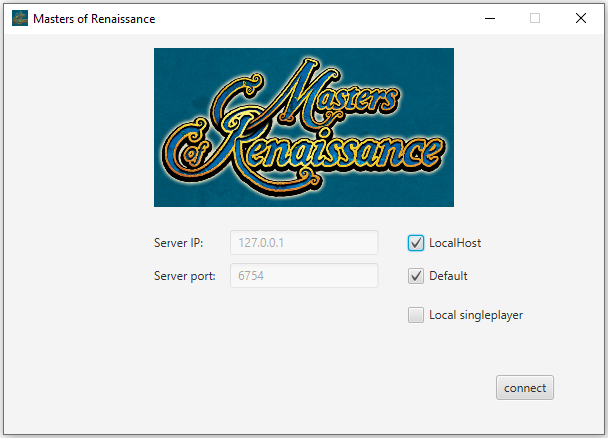 Masters of Renaissance
Masters
of Renaissance
Server IP: 127.0.0.1 LocalHost
Server port: 6754 Default
Local singleplayer
connect